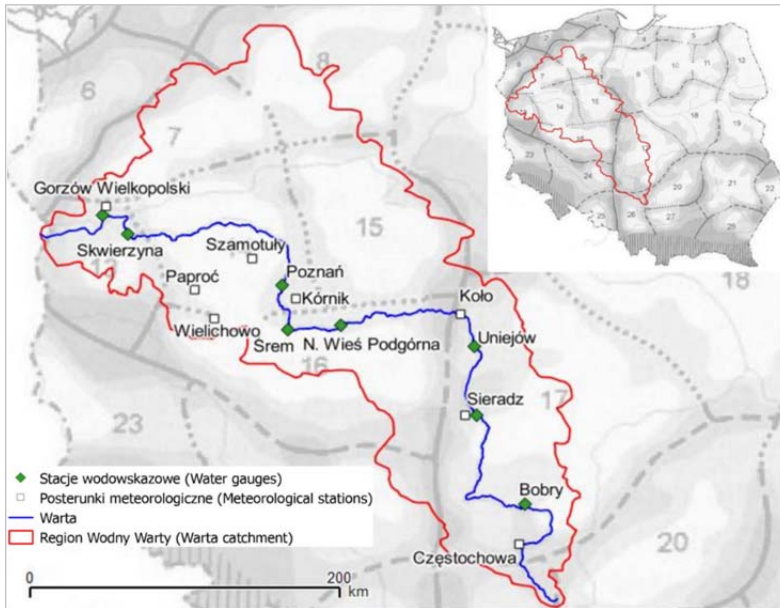 6
7
8
15
Gorzów Wielkopolski
Skwierzyna
Szamotuły
Poznań
Paproć
Kórnik
Wielichowo
Śrem
N. Wieś Podgórna
Koło
Uniejów
16
17
18
Sieradz
23
Bobry
Częstochowa
20
Stacje wodowskazowe (Water gauges)
Posterunki meteorologiczne (Meteorological stations)
Warta
Region Wodny Warty (Warta catchment)
0
200
km